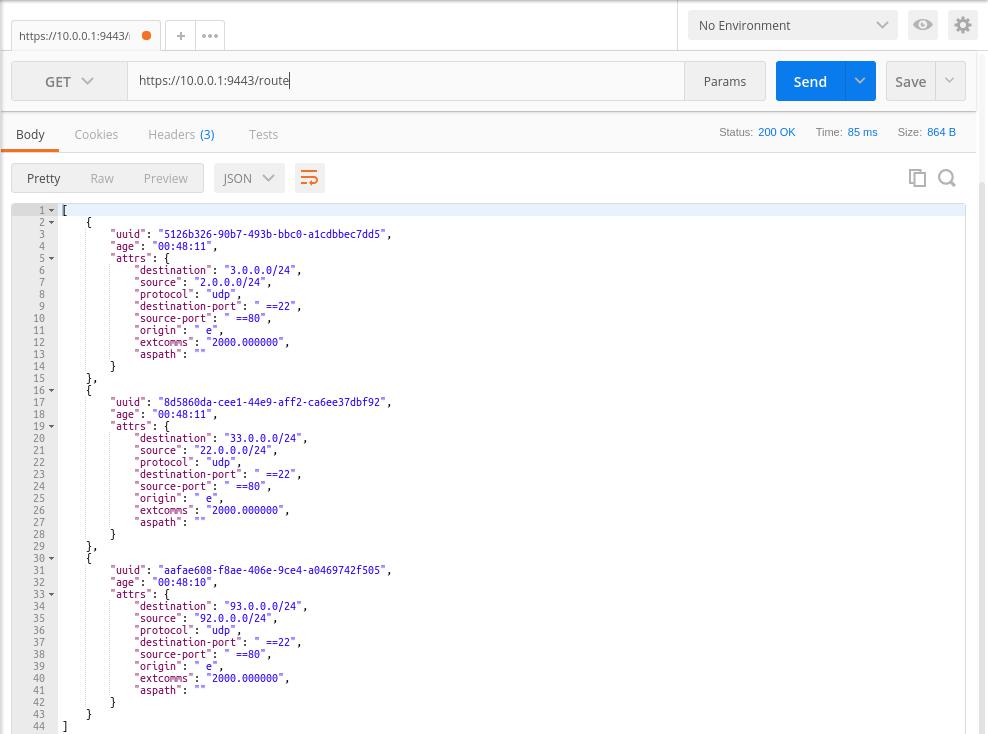 https://10.0.0.1:9443/r
+
•••
No Environment
GET
https://10.0.0.1:9443/route
Params
Send
Save
Body
Cookies
Headers (3)
Tests
Status: 200 OK
Time: 85 ms
Size: 864 B
Pretty
Raw
Preview
JSON
1 [
2 {
3 "uuid": "5126b326-90b7-493b-bbc0-a1cdbbec7dd5",
4 "age": "00:48:11",
5 "attrs": {
6 "destination": "3.0.0.0/24",
7 "source": "2.0.0.0/24",
8 "protocol": "udp",
9 "destination-port": " ==22",
10 "source-port": " ==80",
11 "origin": " e",
12 "extcomms": "2000.000000",
13 "aspath": ""
14 }
15 },
16 {
17 "uuid": "8d5860da-cee1-44e9-aff2-ca6ee37dbf92",
18 "age": "00:48:11",
19 "attrs": {
20 "destination": "33.0.0.0/24",
21 "source": "22.0.0.0/24",
22 "protocol": "udp",
23 "destination-port": " ==22",
24 "source-port": " ==80",
25 "origin": " e",
26 "extcomms": "2000.000000",
27 "aspath": ""
28 }
29 },
30 {
31 "uuid": "aafae608-f8ae-406e-9ce4-a0469742f505",
32 "age": "00:48:10",
33 "attrs": {
34 "destination": "93.0.0.0/24",
35 "source": "92.0.0.0/24",
36 "protocol": "udp",
37 "destination-port": " ==22",
38 "source-port": " ==80",
39 "origin": " e",
40 "extcomms": "2000.000000",
41 "aspath": ""
42 }
43 }
44 ]